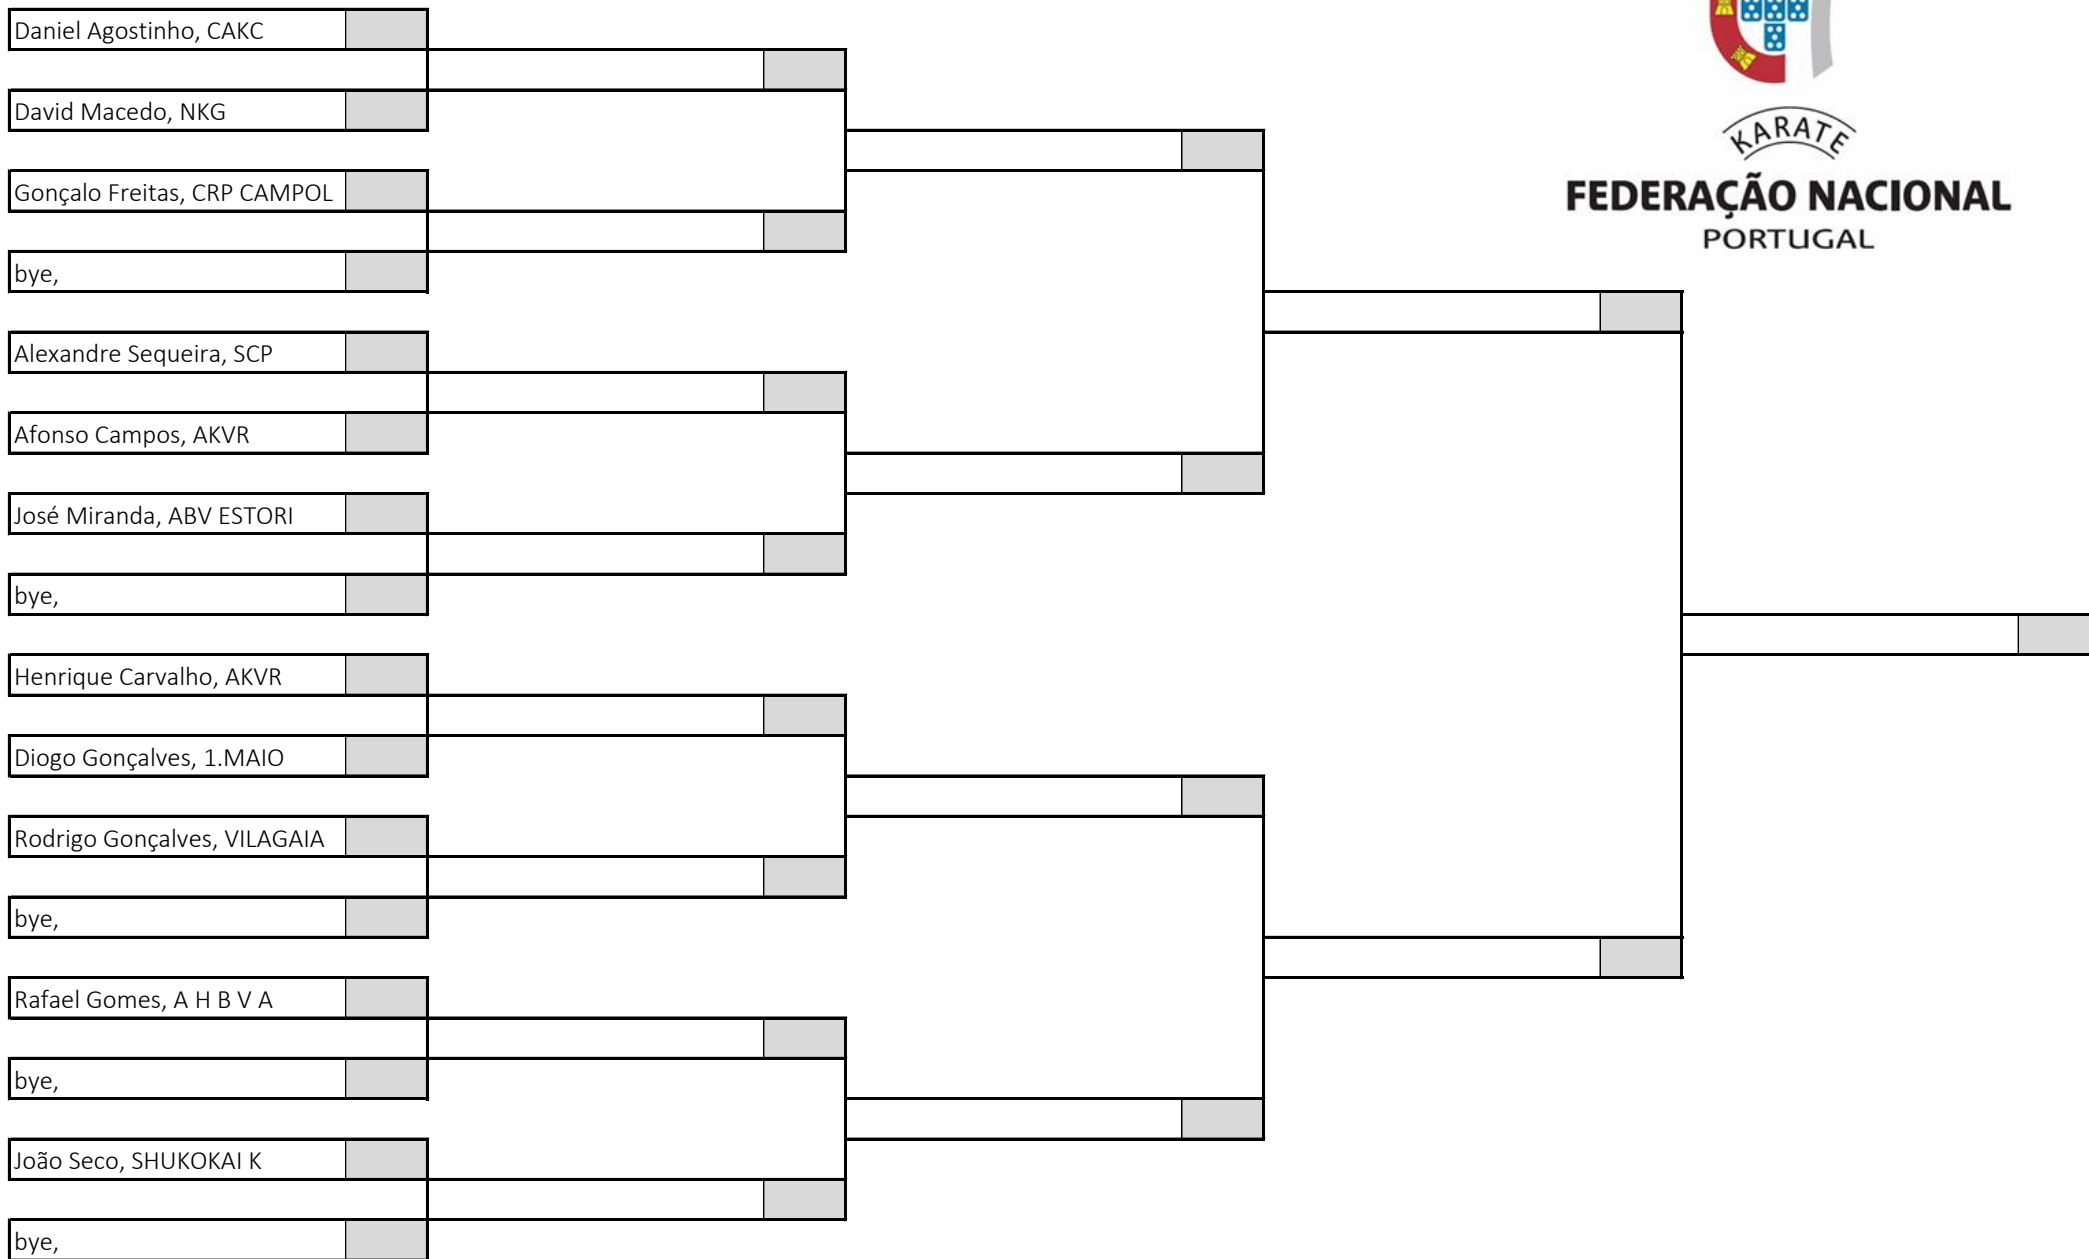 Daniel Agostinho, CAKC
David Macedo, NKG
Gonçalo Freitas, CRP CAMPOL
bye,
Alexandre Sequeira, SCP
Afonso Campos, AKVR
José Miranda, ABV ESTORI
bye,
Henrique Carvalho, AKVR
Diogo Gonçalves, 1.MAIO
Rodrigo Gonçalves, VILAGAIA
bye,
Rafael Gomes, A H B V A
bye,
João Seco, SHUKOKAI K
bye,
KARATE
FEDERAÇÃO NACIONAL
PORTUGAL